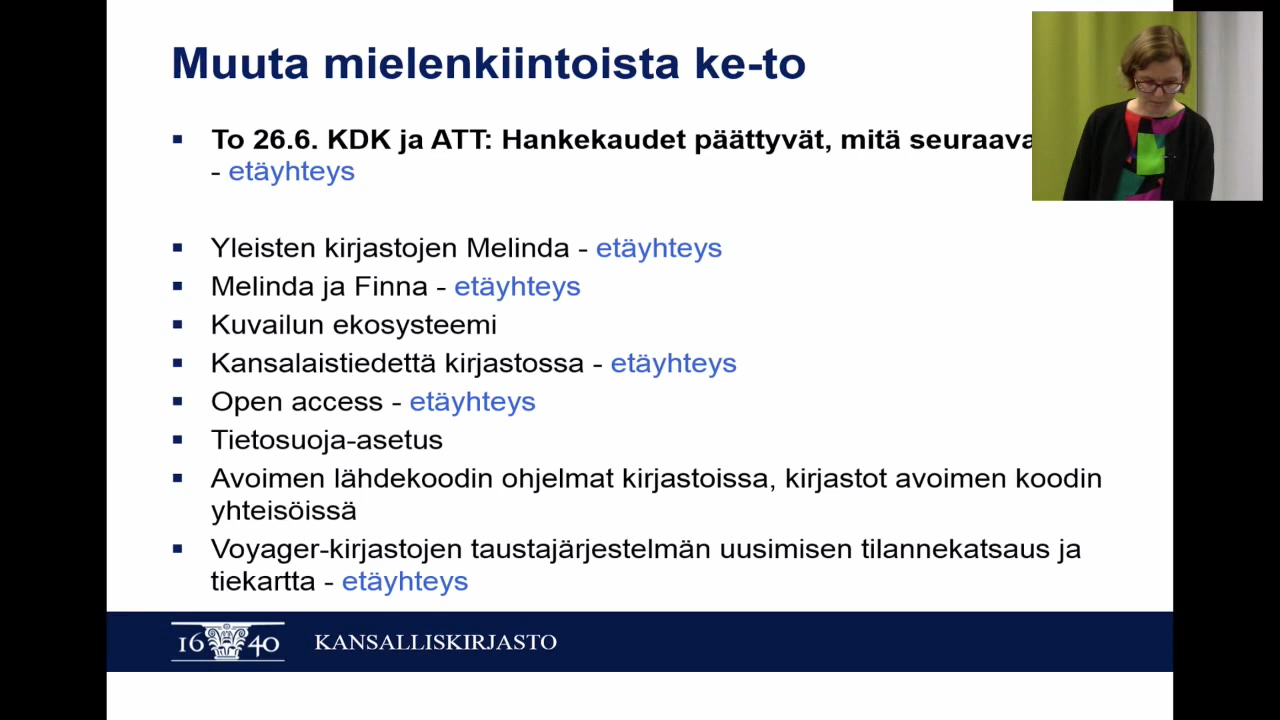 Muuta mielenkiintoista ke-to
▪ To 26.6. KDK ja ATT: Hankekaudet päättyvät, mitä seuraava
- etäyhteys
▪ Yleisten kirjastojen Melinda - etäyhteys
▪ Melinda ja Finna - etäyhteys
▪ Kuvailun ekosysteemi
▪ Kansalaistiedettä kirjastossa - etäyhteys
▪ Open access - etäyhteys
▪ Tietosuoja-asetus
▪ Avoimen lähdekoodin ohjelmat kirjastoissa, kirjastot avoimen koodin
yhteisöissä
▪ Voyager-kirjastojen taustajärjestelmän uusimisen tilannekatsaus ja
tiekartta - etäyhteys
16 40 KANSALLISKIRJASTO